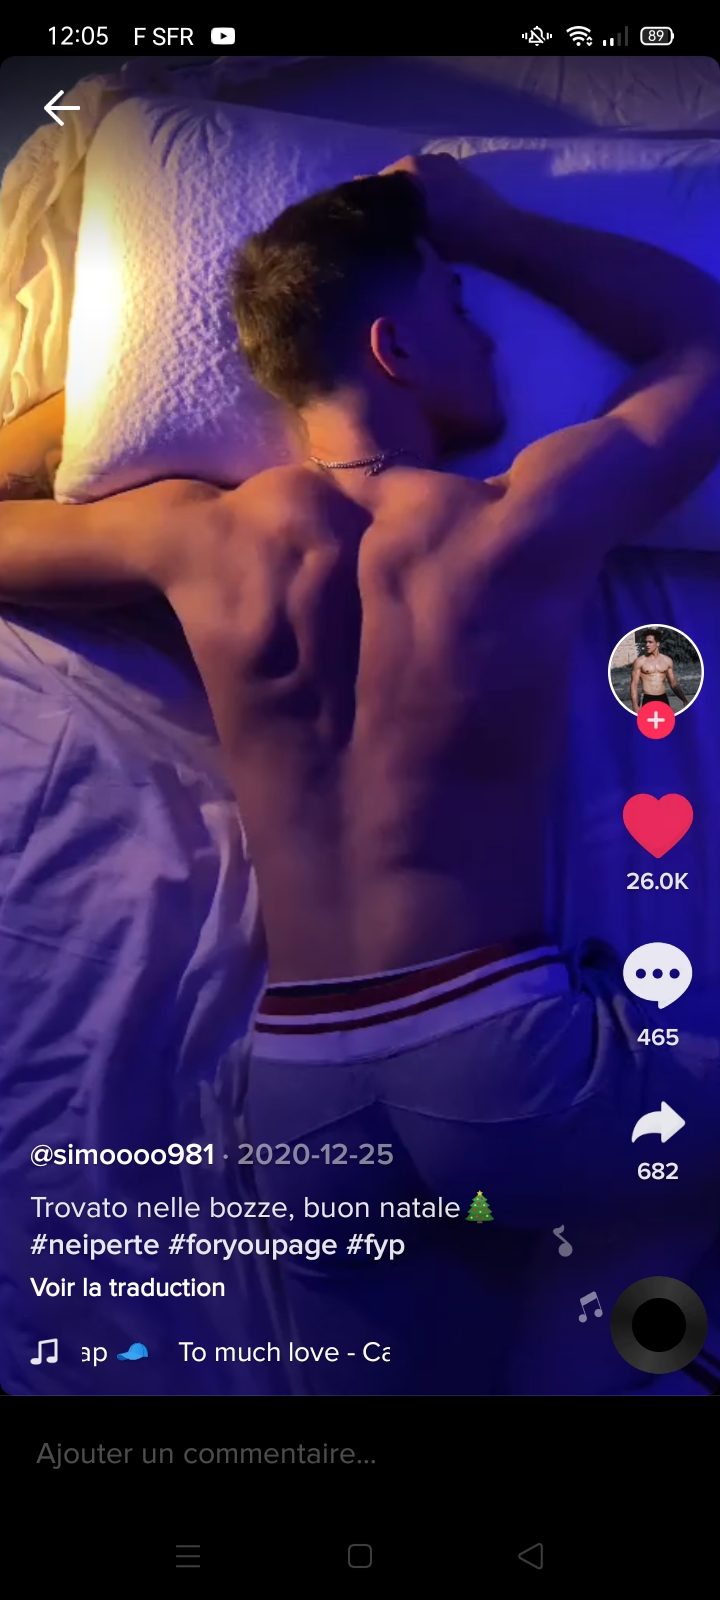 12:05 F SFR 89
@simoooo981 · 2020-12-25
Trovato nelle bozze, buon natale🎄
#neiperte #foryoupage #fyp
Voir la traduction
ap 🧢 To much love - Ca
26.0K
465
682
Ajouter un commentaire...